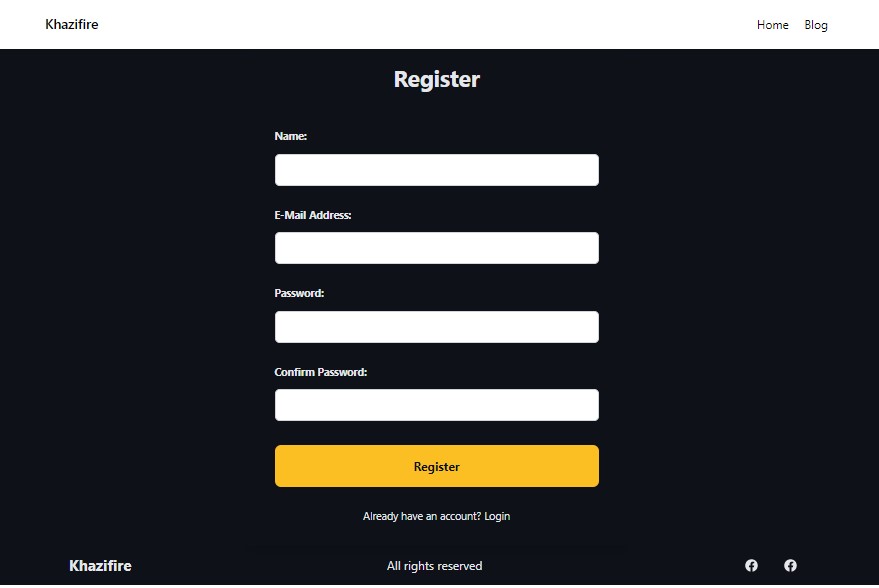 Khazifire Home Blog
Register
Name:
E-Mail Address:
Password:
Confirm Password:
Register
Already have an account? Login
Khazifire All rights reserved